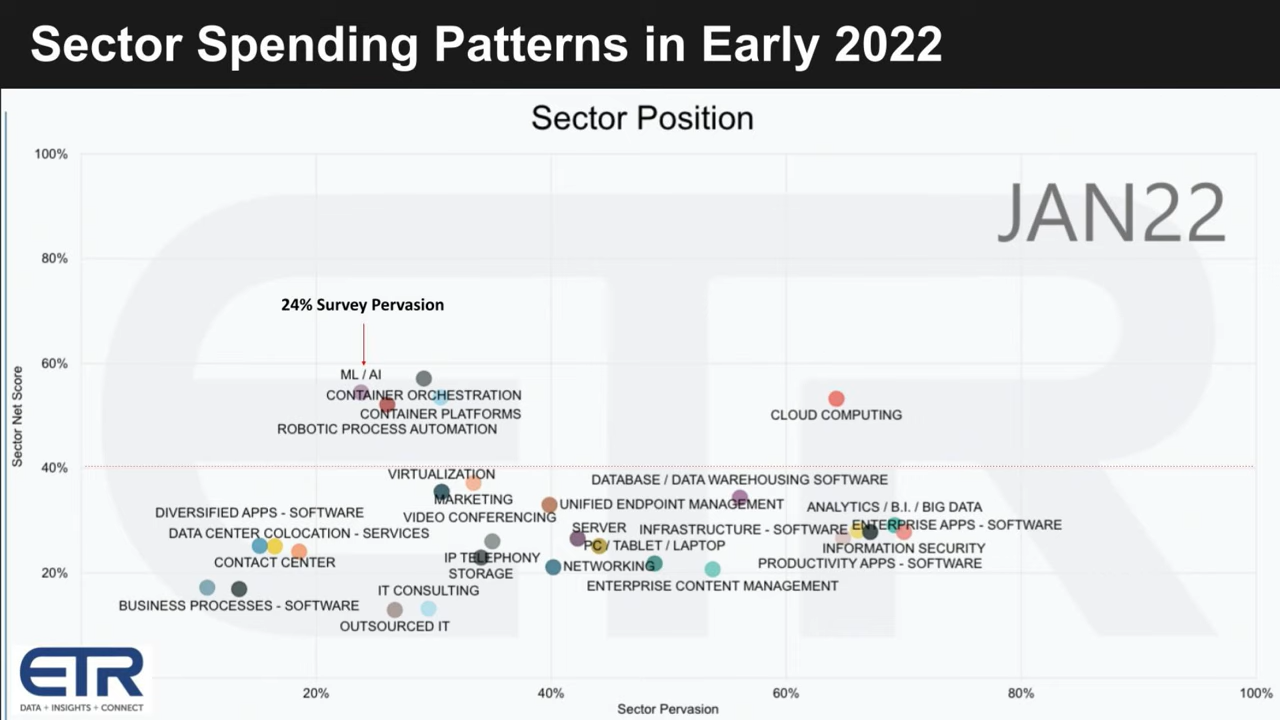 Sector Spending Patterns in Early 2022
Sector Position
JAN22
100%
80%
60%
40%
20%
Sector Net Score
24% Survey Pervasion
ML / AI
CONTAINER ORCHESTRATION
CONTAINER PLATFORMS
ROBOTIC PROCESS AUTOMATION
CLOUD COMPUTING
VIRTUALIZATION
DATABASE / DATA WAREHOUSING SOFTWARE
MARKETING
UNIFIED ENDPOINT MANAGEMENT
ANALYTICS / B.I. / BIG DATA
DIVERSIFIED APPS - SOFTWARE
VIDEO CONFERENCING
DATA CENTER COLOCATION - SERVICES
SERVER
INFRASTRUCTURE - SOFTWARE
ENTERPRISE APPS - SOFTWARE
PC / TABLET / LAPTOP
INFORMATION SECURITY
CONTACT CENTER
IP TELEPHONY
NETWORKING
PRODUCTIVITY APPS - SOFTWARE
STORAGE
ENTERPRISE CONTENT MANAGEMENT
IT CONSULTING
BUSINESS PROCESSES - SOFTWARE
OUTSOURCED IT
20%
40%
60%
80%
100%
Sector Pervasion
ETR
DATA + INSIGHTS + CONNECT
ETR